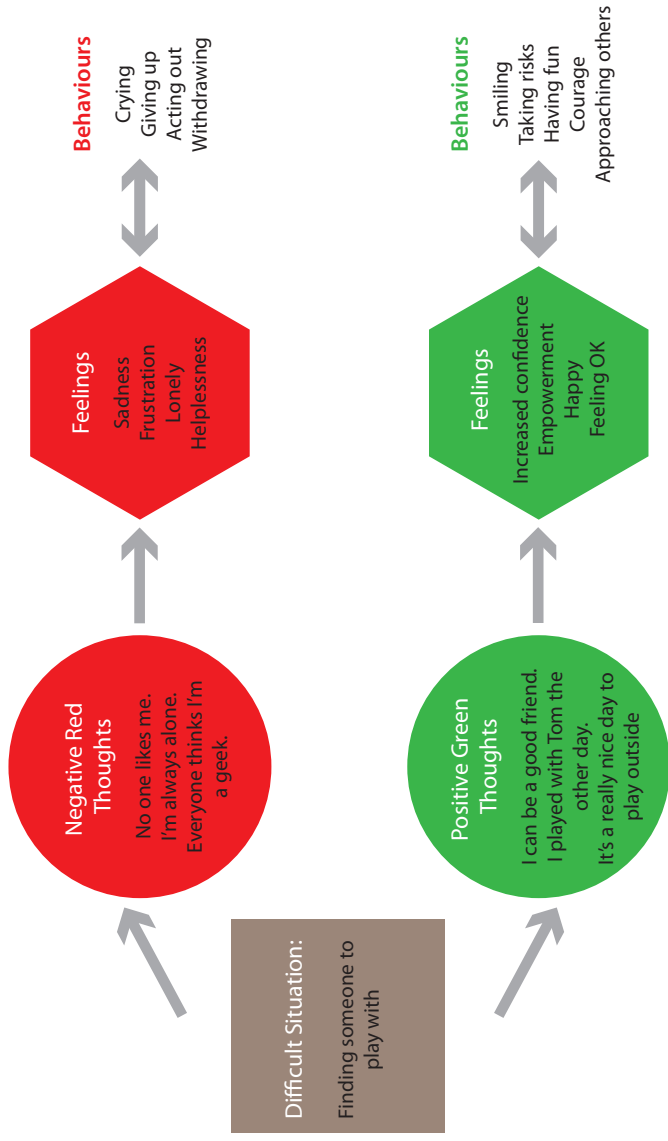 Difficult Situation:
Finding someone to
play with
Negative Red
Thoughts
No one likes me.
I'm always alone.
Everyone thinks I'm
a geek.
Feelings
Sadness
Frustration
Lonely
Helplessness
Behaviours
Crying
Giving up
Acting out
Withdrawing
Positive Green
Thoughts
I can be a good friend.
I played with Tom the
other day.
It's a really nice day to
play outside
Feelings
Increased confidence
Empowerment
Happy
Feeling OK
Behaviours
Smiling
Taking risks
Having fun
Courage
Approaching others